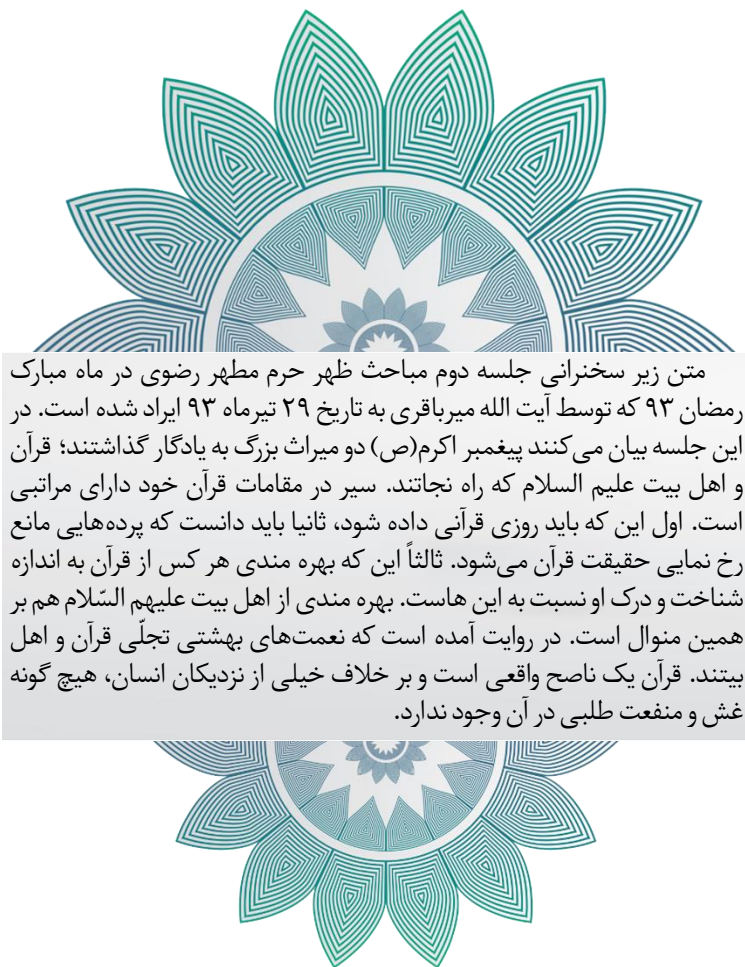 متن زیر سخنرانی جلسه دوم مباحث ظهر حرم مطهر رضوی در ماه مبارک
رمضان ۹۳ که توسط آیت الله میرباقری به تاریخ ۲۹ تیرماه ۹۳ ایراد شده است. در
این جلسه بیان می‌کنند پیغمبر اکرم(ص) دو میراث بزرگ به یادگار گذاشتند؛ قرآن
و اهل بیت علیم السلام که راه نجاتند. سیر در مقامات قرآن خود دارای مراتبی
است. اول این که باید روزی قرآنی داده شود، ثانیا باید دانست که پرده‌هایی مانع
رخ نمایی حقیقت قرآن می‌شود. ثالثاً این که بهره مندی هر کس از قرآن به اندازه
شناخت و درک او نسبت به این هاست. بهره مندی از اهل بیت علیهم السّلام هم بر
همین منوال است. در روایت آمده است که نعمت‌های بهشتی تجلّی قرآن و اهل
بیتند. قرآن یک ناصح واقعی است و بر خلاف خیلی از نزدیکان انسان، هیچ گونه
غش و منفعت طلبی در آن وجود ندارد.